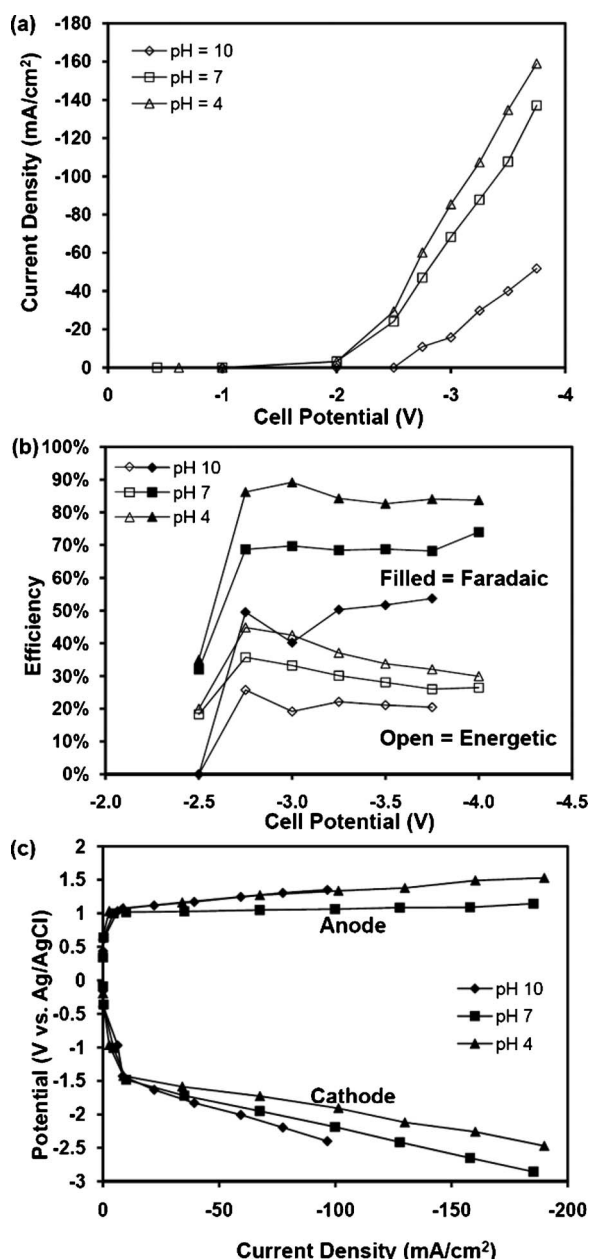 (a)
pH = 10
pH = 7
pH = 4
Current Density (mA/cm²)
-180
-160
-140
-120
-100
-80
-60
-40
-20
0
0 -1 -2 -3 -4
Cell Potential (V)
(b)
pH 10
pH 7
pH 4
Efficiency
100%
90%
80%
70%
60%
50%
40%
30%
20%
10%
0%
Filled = Faradaic
Open = Energetic
-2.0 -2.5 -3.0 -3.5 -4.0 -4.5
Cell Potential (V)
(c)
Potential (V vs. Ag/AgCl)
2
1.5
1
0.5
0
-0.5
-1
-1.5
-2
-2.5
-3
Anode
pH 10
pH 7
pH 4
Cathode
0 -50 -100 -150 -200
Current Density (mA/cm²)